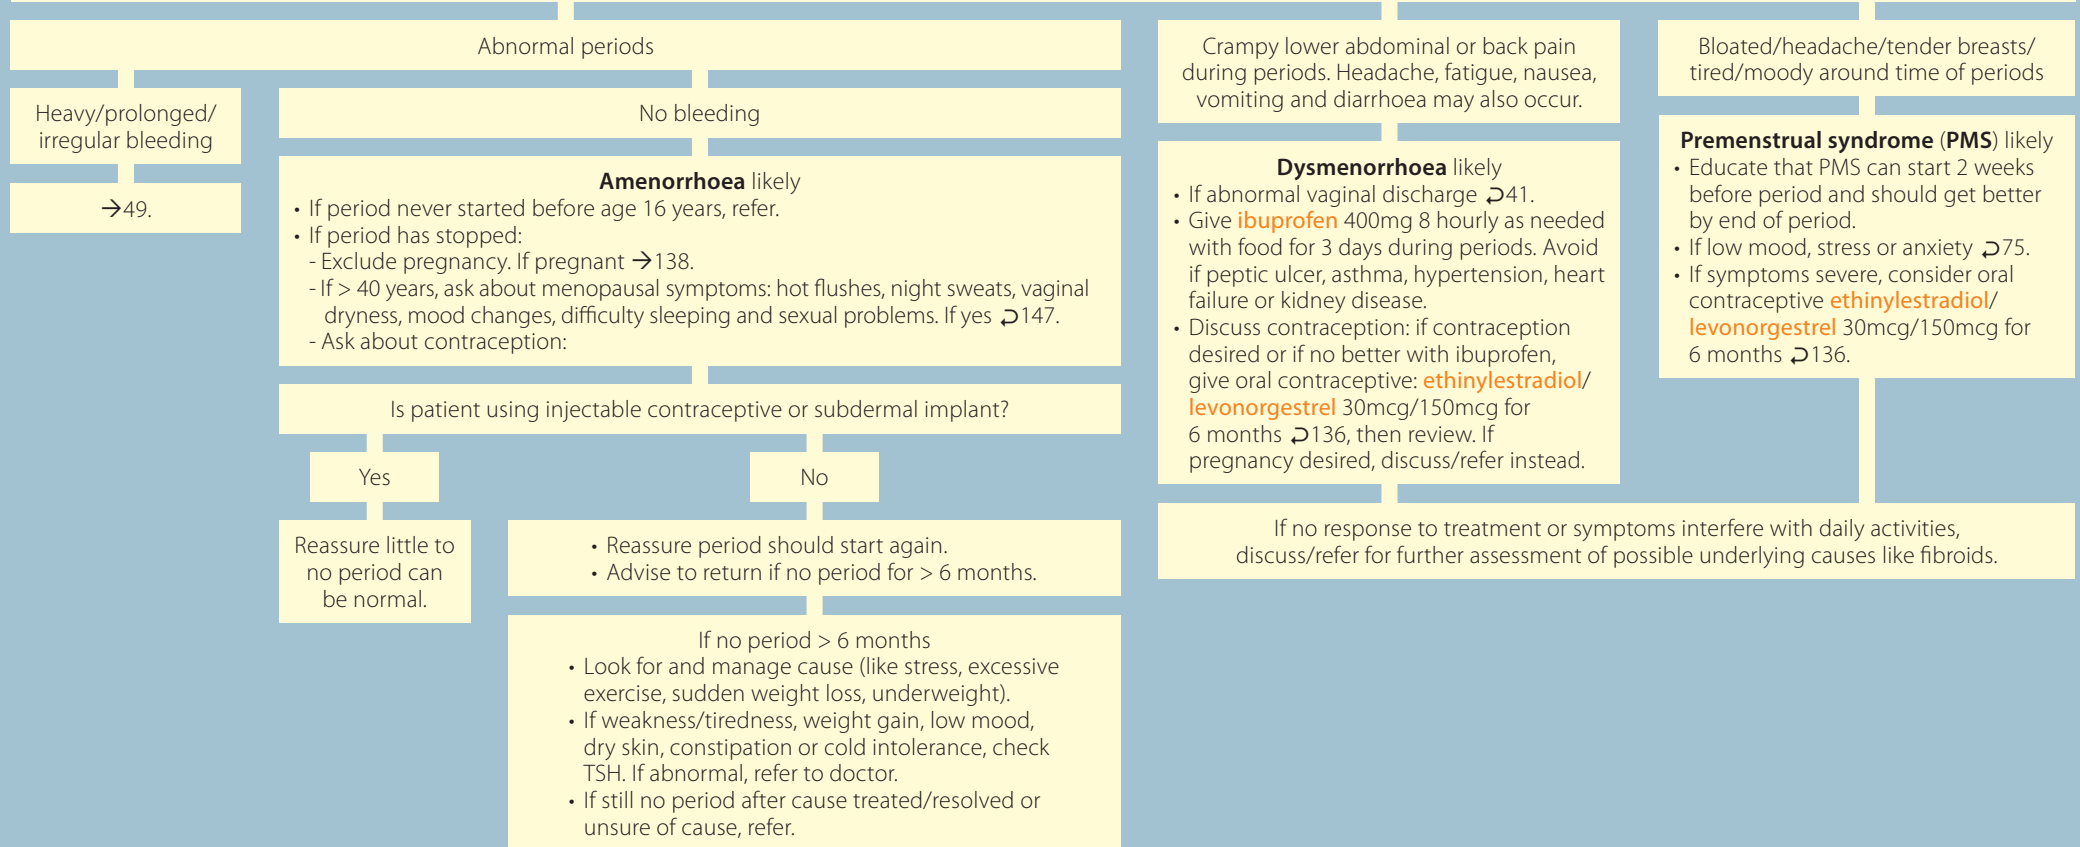 Abnormal periods
Heavy/prolonged/
irregular bleeding
→49.
No bleeding
Amenorrhoea likely
• If period never started before age 16 years, refer.
• If period has stopped:
- Exclude pregnancy. If pregnant →138.
- If > 40 years, ask about menopausal symptoms: hot flushes, night sweats, vaginal
dryness, mood changes, difficulty sleeping and sexual problems. If yes ⮌147.
- Ask about contraception:
Is patient using injectable contraceptive or subdermal implant?
Yes
Reassure little to
no period can
be normal.
No
• Reassure period should start again.
• Advise to return if no period for > 6 months.
If no period > 6 months
• Look for and manage cause (like stress, excessive
exercise, sudden weight loss, underweight).
• If weakness/tiredness, weight gain, low mood,
dry skin, constipation or cold intolerance, check
TSH. If abnormal, refer to doctor.
• If still no period after cause treated/resolved or
unsure of cause, refer.
Crampy lower abdominal or back pain
during periods. Headache, fatigue, nausea,
vomiting and diarrhoea may also occur.
Dysmenorrhoea likely
• If abnormal vaginal discharge ⮌41.
• Give ibuprofen 400mg 8 hourly as needed
with food for 3 days during periods. Avoid
if peptic ulcer, asthma, hypertension, heart
failure or kidney disease.
• Discuss contraception: if contraception
desired or if no better with ibuprofen,
give oral contraceptive: ethinylestradiol/
levonorgestrel 30mcg/150mcg for
6 months ⮌136, then review. If
pregnancy desired, discuss/refer instead.
Bloated/headache/tender breasts/
tired/moody around time of periods
Premenstrual syndrome (PMS) likely
• Educate that PMS can start 2 weeks
before period and should get better
by end of period.
• If low mood, stress or anxiety ⮌75.
• If symptoms severe, consider oral
contraceptive ethinylestradiol/
levonorgestrel 30mcg/150mcg for
6 months ⮌136.
If no response to treatment or symptoms interfere with daily activities,
discuss/refer for further assessment of possible underlying causes like fibroids.